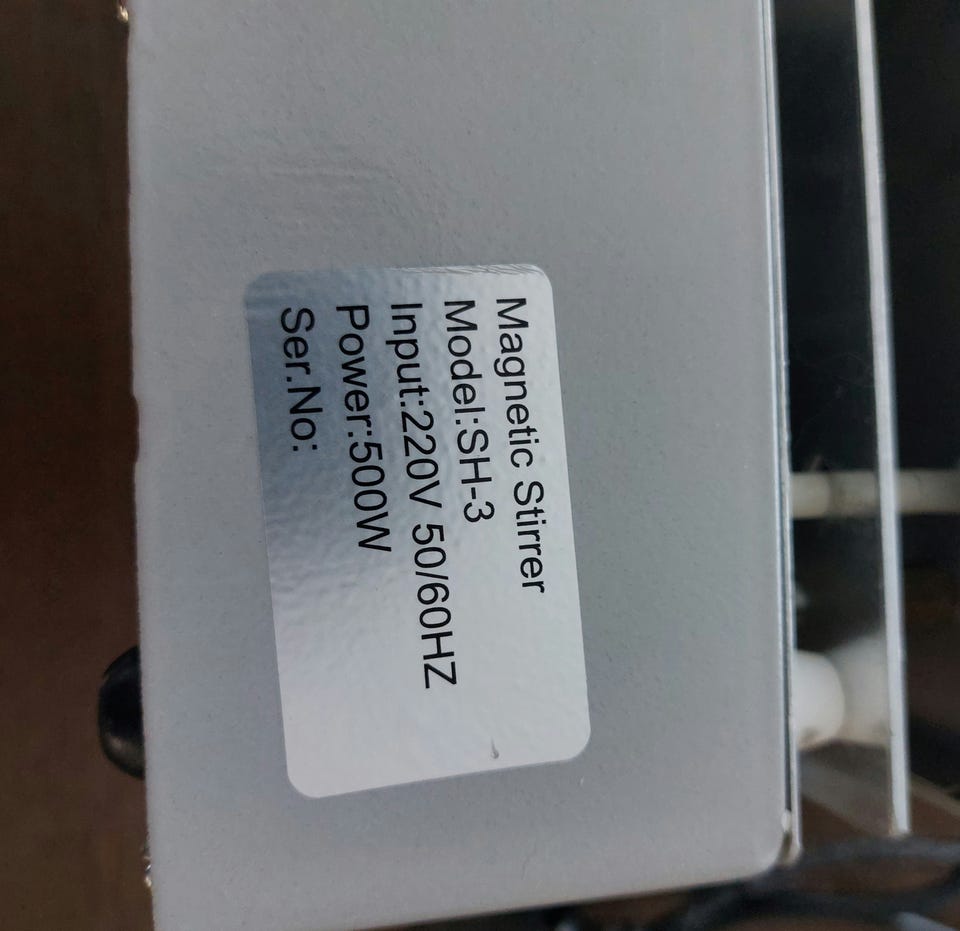 Magnetic Stirrer
Model:SH-3
Input:220V 50/60HZ
Power:500W
Ser.No: